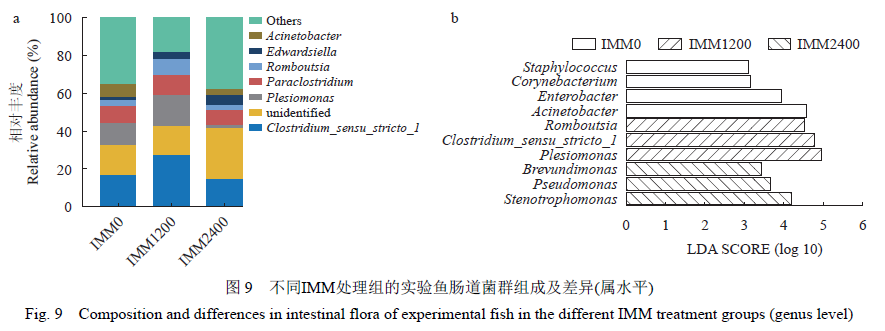 a
100
80
60
40
20
0
相对丰度
Relative abundance (%)
IMM0
IMM1200
IMM2400
Others
Acinetobacter
Edwardsiella
Romboutsia
Paraclostridium
Plesiomonas
unidentified
Clostridium_sensu_stricto_1
b
IMM0 IMM1200 IMM2400
Staphylococcus
Corynebacterium
Enterobacter
Acinetobacter
Romboutsia
Clostridium_sensu_stricto_1
Plesiomonas
Brevundimonas
Pseudomonas
Stenotrophomonas
0 1 2 3 4 5 6
LDA SCORE (log 10)
图 9 不同IMM处理组的实验鱼肠道菌群组成及差异(属水平)
Fig. 9 Composition and differences in intestinal flora of experimental fish in the different IMM treatment groups (genus level)